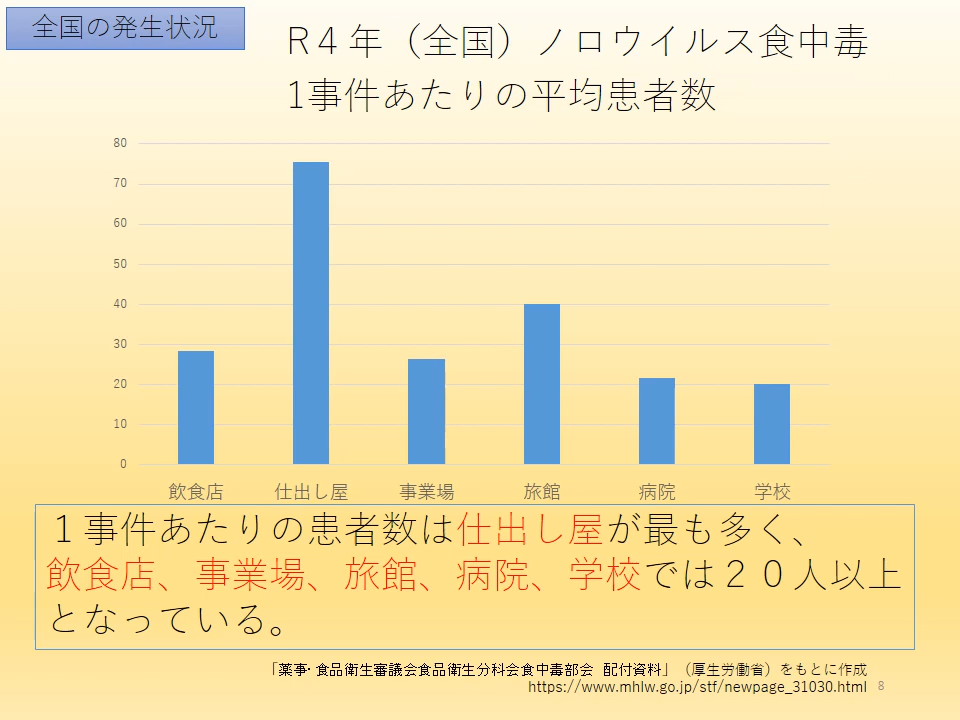 全国の発生状況
R４年（全国）ノロウイルス食中毒
1事件あたりの平均患者数
80
70
60
50
40
30
20
10
0
飲食店 仕出し屋 事業場 旅館 病院 学校
１事件あたりの患者数は仕出し屋が最も多く、
飲食店、事業場、旅館、病院、学校では２０人以上
となっている。
「薬事・食品衛生審議会食品衛生分科会食中毒部会 配付資料」（厚生労働省）をもとに作成
https://www.mhlw.go.jp/stf/newpage_31030.html
8